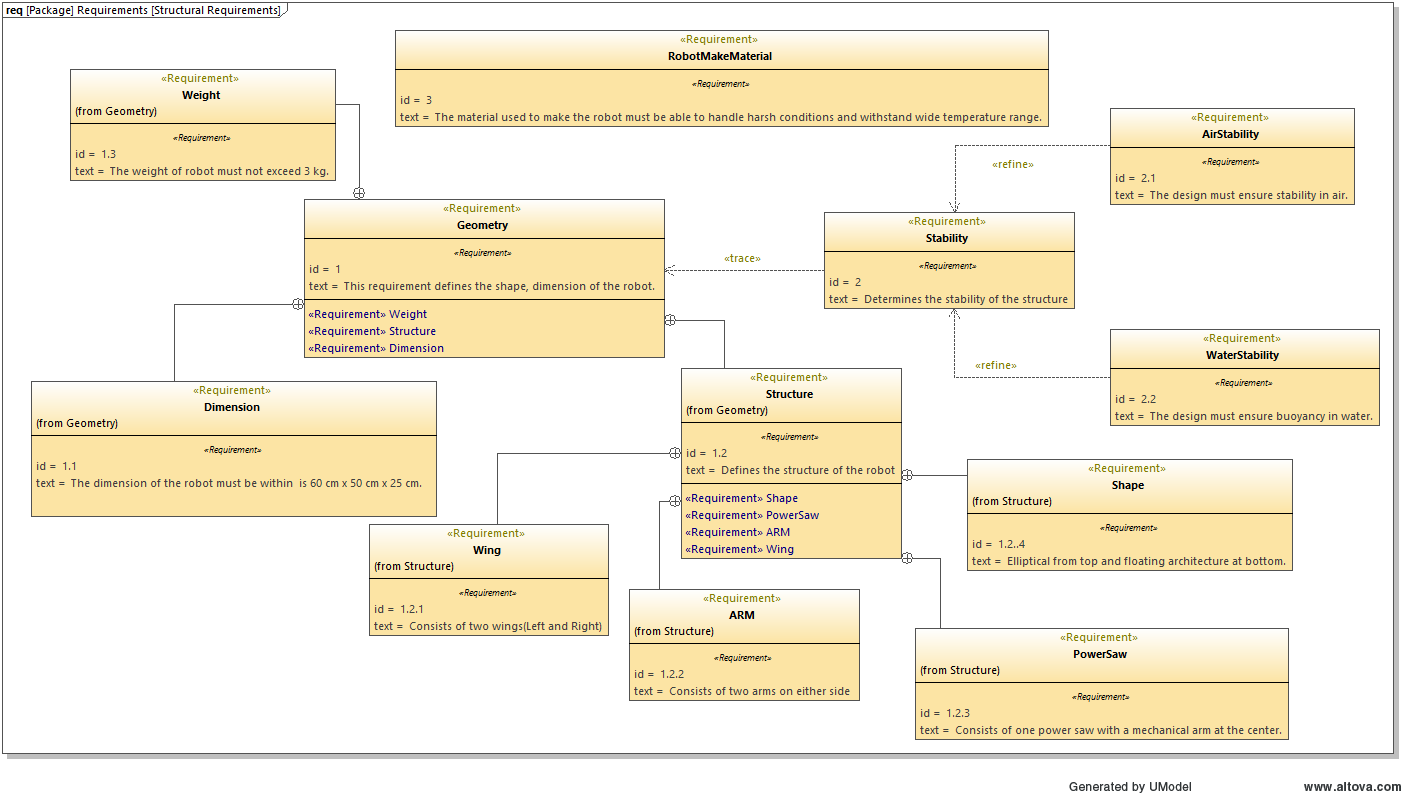 req [Package] Requirements [Structural Requirements]
«Requirement»
RobotMakeMaterial
«Requirement»
id = 3
text = The material used to make the robot must be able to handle harsh conditions and withstand wide temperature range.
«Requirement»
Weight
(from Geometry)
«Requirement»
id = 1.3
text = The weight of robot must not exceed 3 kg.
«Requirement»
AirStability
«Requirement»
id = 2.1
text = The design must ensure stability in air.
«refine»
«Requirement»
Geometry
«Requirement»
id = 1
text = This requirement defines the shape, dimension of the robot.
«Requirement» Weight
«Requirement» Structure
«Requirement» Dimension
«trace»
«Requirement»
Stability
«Requirement»
id = 2
text = Determines the stability of the structure
«refine»
«Requirement»
WaterStability
«Requirement»
id = 2.2
text = The design must ensure buoyancy in water.
«Requirement»
Dimension
(from Geometry)
«Requirement»
id = 1.1
text = The dimension of the robot must be within  is 60 cm x 50 cm x 25 cm.
«Requirement»
Structure
(from Geometry)
«Requirement»
id = 1.2
text = Defines the structure of the robot
«Requirement» Shape
«Requirement» PowerSaw
«Requirement» ARM
«Requirement» Wing
«Requirement»
Shape
(from Structure)
«Requirement»
id = 1.2..4
text = Elliptical from top and floating architecture at bottom.
«Requirement»
Wing
(from Structure)
«Requirement»
id = 1.2.1
text = Consists of two wings(Left and Right)
«Requirement»
ARM
(from Structure)
«Requirement»
id = 1.2.2
text = Consists of two arms on either side
«Requirement»
PowerSaw
(from Structure)
«Requirement»
id = 1.2.3
text = Consists of one power saw with a mechanical arm at the center.
Generated by UModel
www.altova.com